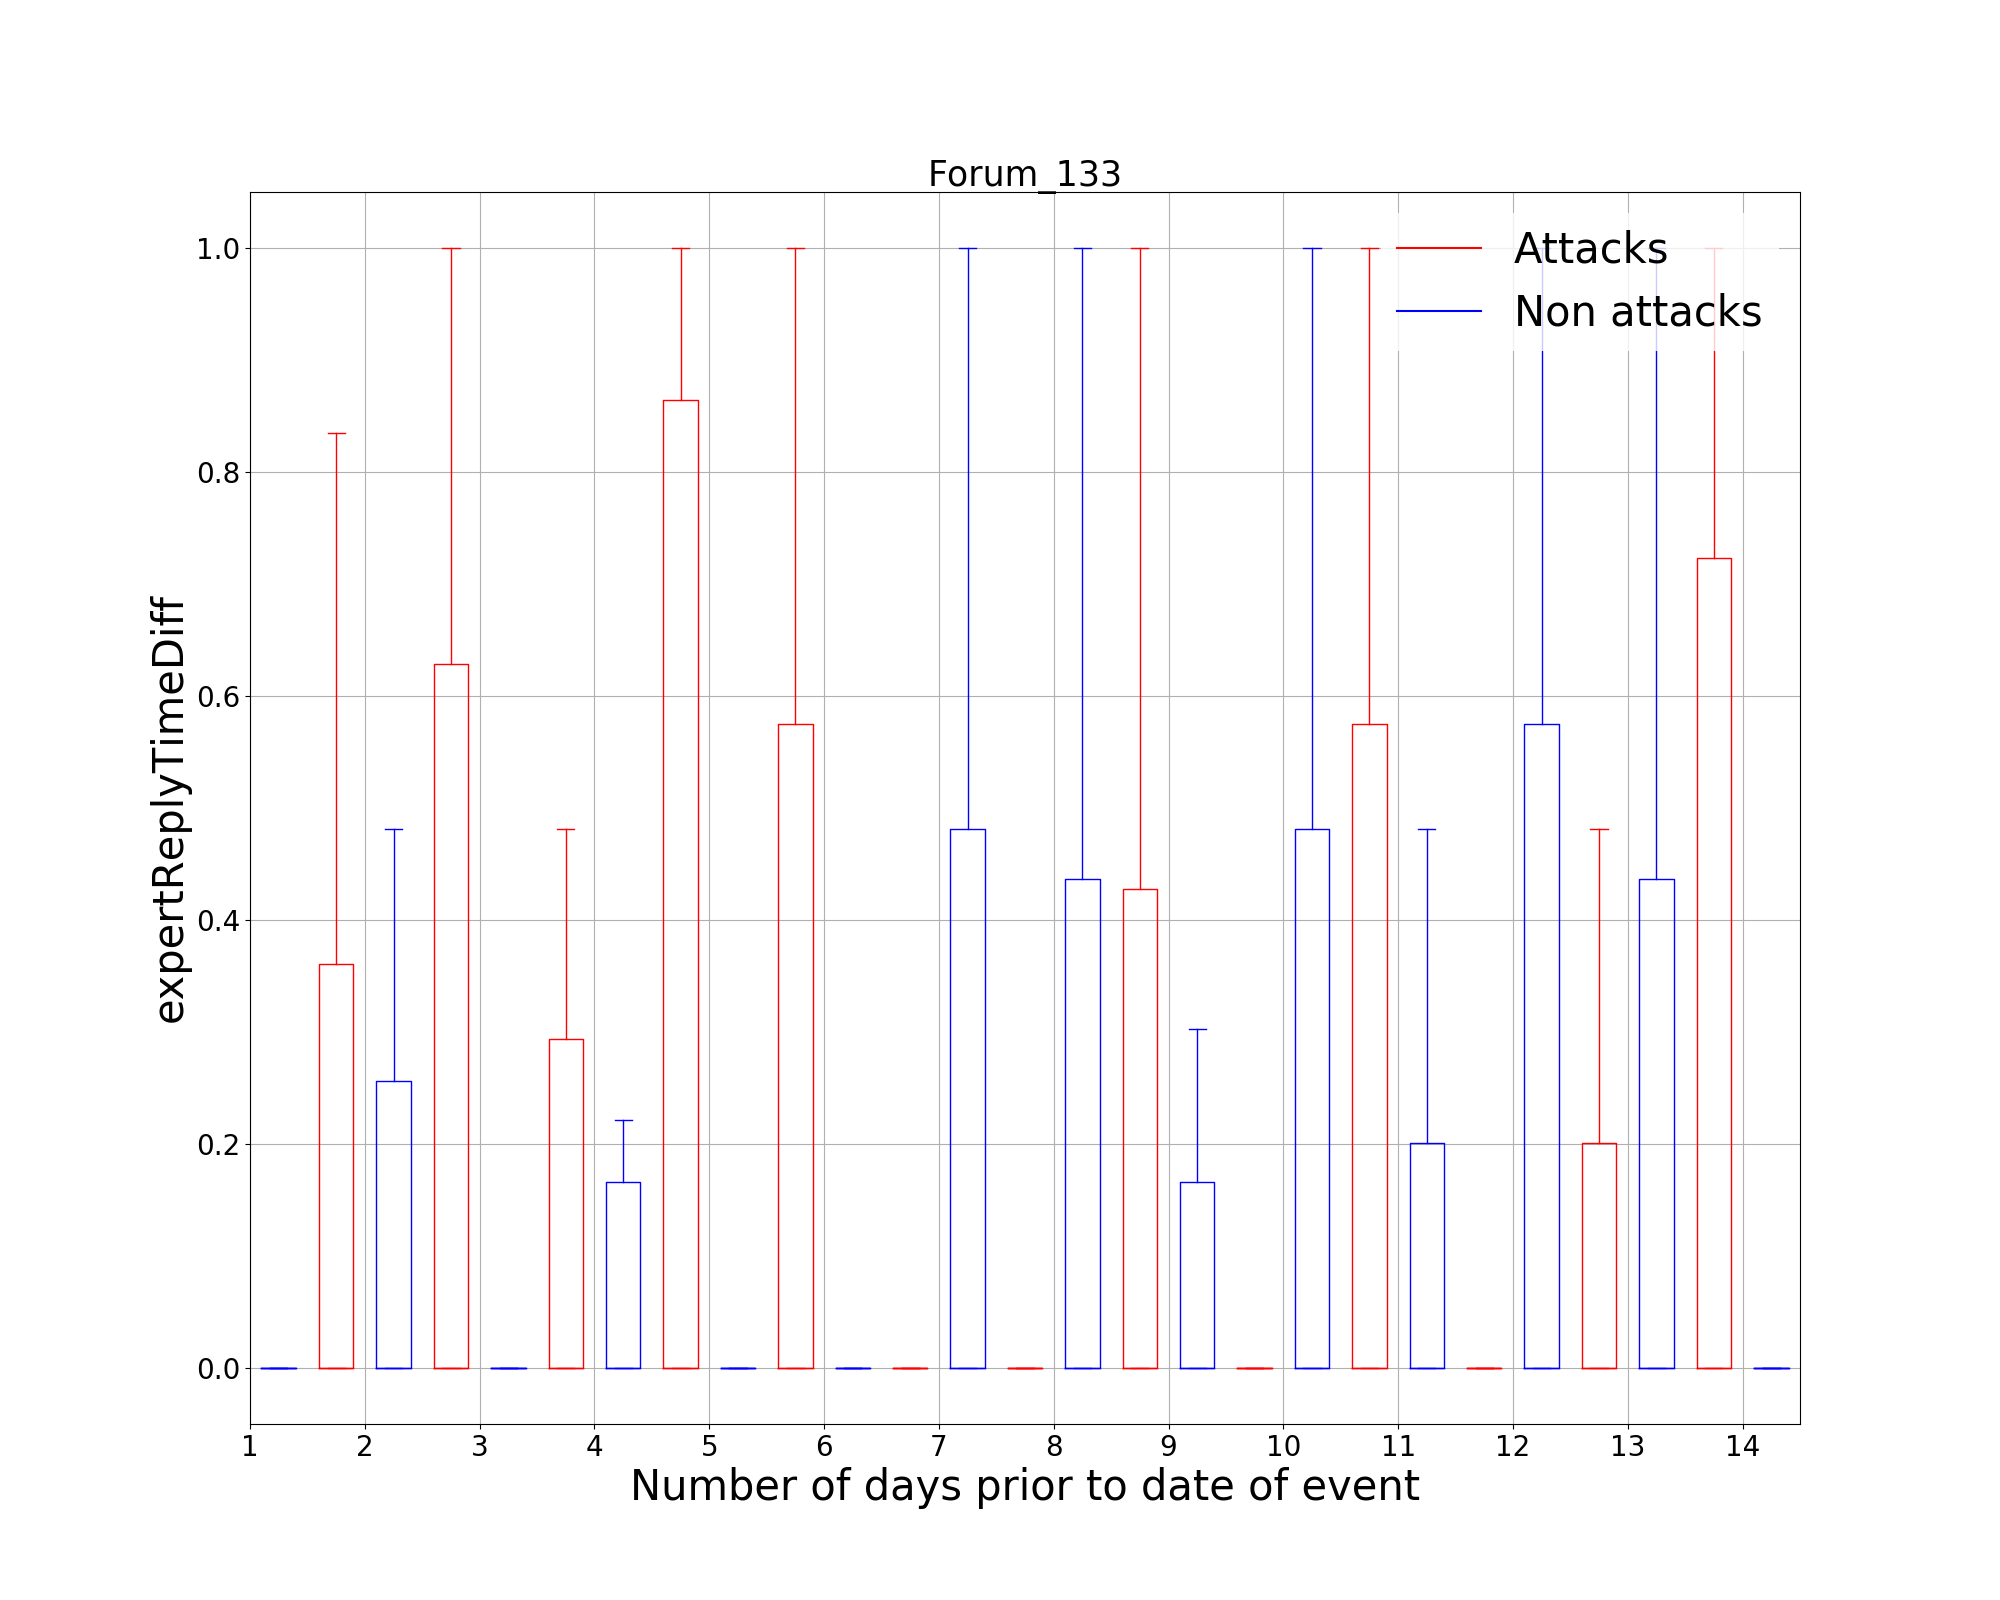 Forum_133
Attacks
Non attacks
expertReplyTimeDiff
1.0
0.8
0.6
0.4
0.2
0.0
1 2 3 4 5 6 7 8 9 10 11 12 13 14
Number of days prior to date of event